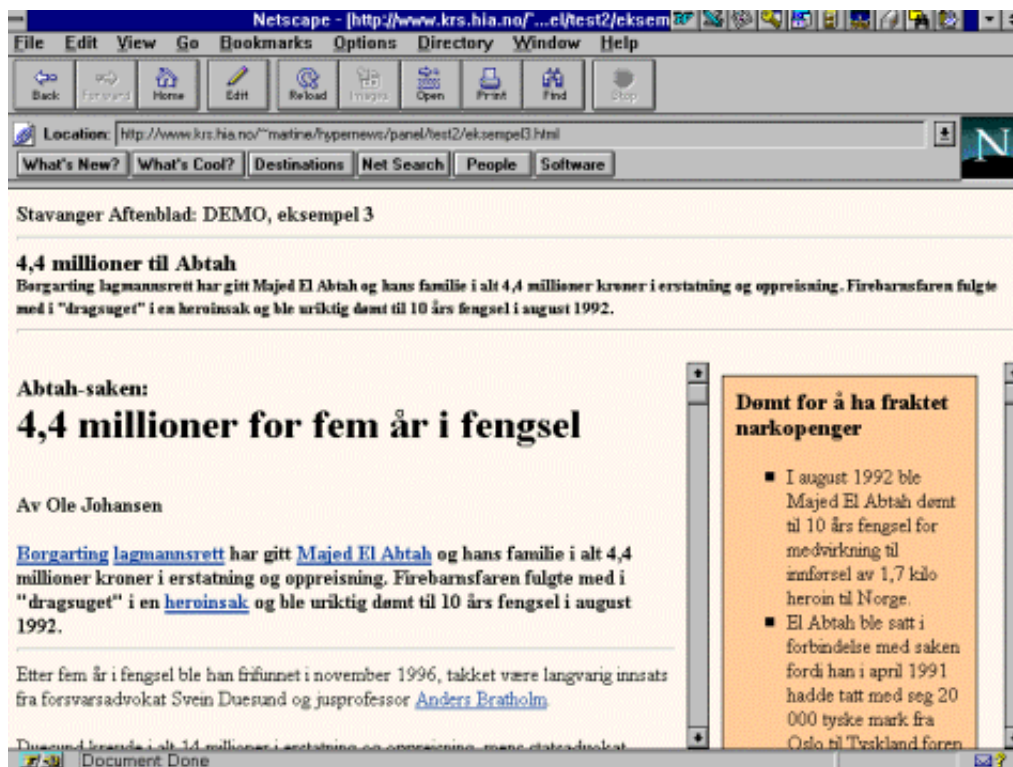 Netscape - [http://www.krs.hia.no/~...el/test2/eksem
File Edit View Go Bookmarks Options Directory Window Help
Back Forward Home Edit Reload Images Open Print Find Stop
Location: http://www.krs.hia.no/~martine/hypernews/panel/test2/eksempel3.html
N
What's New? What's Cool? Destinations Net Search People Software
Stavanger Aftenblad: DEMO, eksempel 3
4,4 millioner til Abtah
Borgarting lagmannsrett har gitt Majed El Abtah og hans familie i alt 4,4 millioner kroner i erstatning og oppreisning. Firebarnsfaren fulgte
med i "dragsuget" i en heroinsak og ble uriktig dømt til 10 års fengsel i august 1992.
Abtah-saken:
4,4 millioner for fem år i fengsel
Av Ole Johansen
Borgarting lagmannsrett har gitt Majed El Abtah og hans familie i alt 4,4
millioner kroner i erstatning og oppreisning. Firebarnsfaren fulgte med i
"dragsuget" i en heroinsak og ble uriktig dømt til 10 års fengsel i august
1992.
Etter fem år i fengsel ble han frifunnet i november 1996, takket være langvarig innsats
fra forsvarsadvokat Svein Duesund og jusprofessor Anders Bratholm.
Duesund krevde i alt 14 millioner i erstatning og oppreisning, mens statsadvokat
Dømt for å ha fraktet
narkopenger
I august 1992 ble
Majed El Abtah dømt
til 10 års fengsel for
medvirkning til
innførsel av 1,7 kilo
heroin til Norge.
El Abtah ble satt i
forbindelse med saken
fordi han i april 1991
hadde tatt med seg 20
000 tyske mark fra
Oslo til Tyskland foren
Document Done